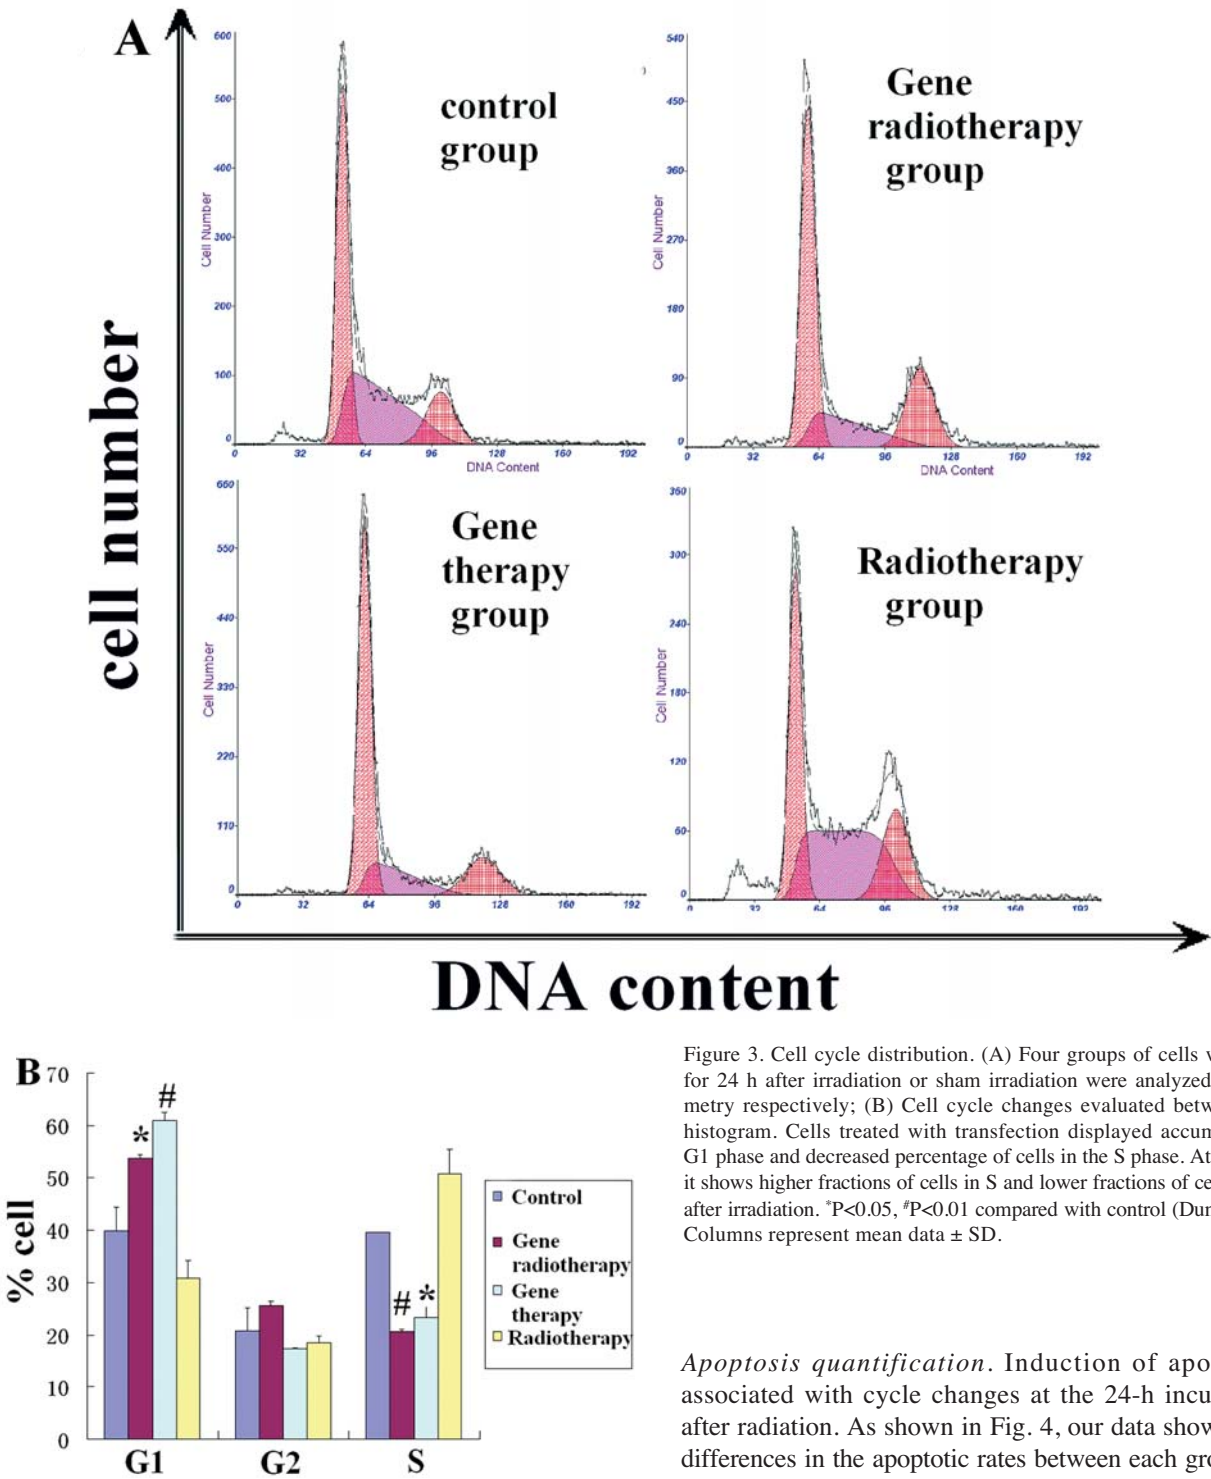 A
600
500
400
300
200
100
0
Cell Number
control
group
0 32 64 96 128 160 192
DNA Content
540
450
360
270
180
90
0
Cell Number
Gene
radiotherapy
group
0 32 64 96 128 160 192
DNA Content
660
550
440
330
220
110
0
Cell Number
Gene
therapy
group
0 32 64 96 128 160 192
360
300
240
180
120
60
0
Cell Number
Radiotherapy
group
0 32 64 96 128 160 192
cell number
DNA content
B
70
60
50
40
30
20
10
0
% cell
* #
# *
G1 G2 S
Control
Gene
radiotherapy
Gene
therapy
Radiotherapy
Figure 3. Cell cycle distribution. (A) Four groups of cells
for 24 h after irradiation or sham irradiation were analyzed
metry respectively; (B) Cell cycle changes evaluated betw
histogram. Cells treated with transfection displayed accum
G1 phase and decreased percentage of cells in the S phase. At
it shows higher fractions of cells in S and lower fractions of ce
after irradiation. *P<0.05, #P<0.01 compared with control (Dun
Columns represent mean data ± SD.
Apoptosis quantification. Induction of apo
associated with cycle changes at the 24-h incu
after radiation. As shown in Fig. 4, our data show
differences in the apoptotic rates between each gro